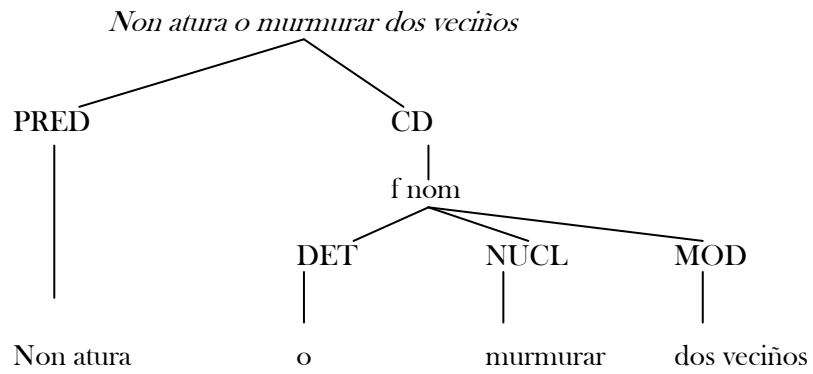 Non atura o murmurar dos veciños
PRED CD
f nom
DET NUCL MOD
Non atura o murmurar dos veciños